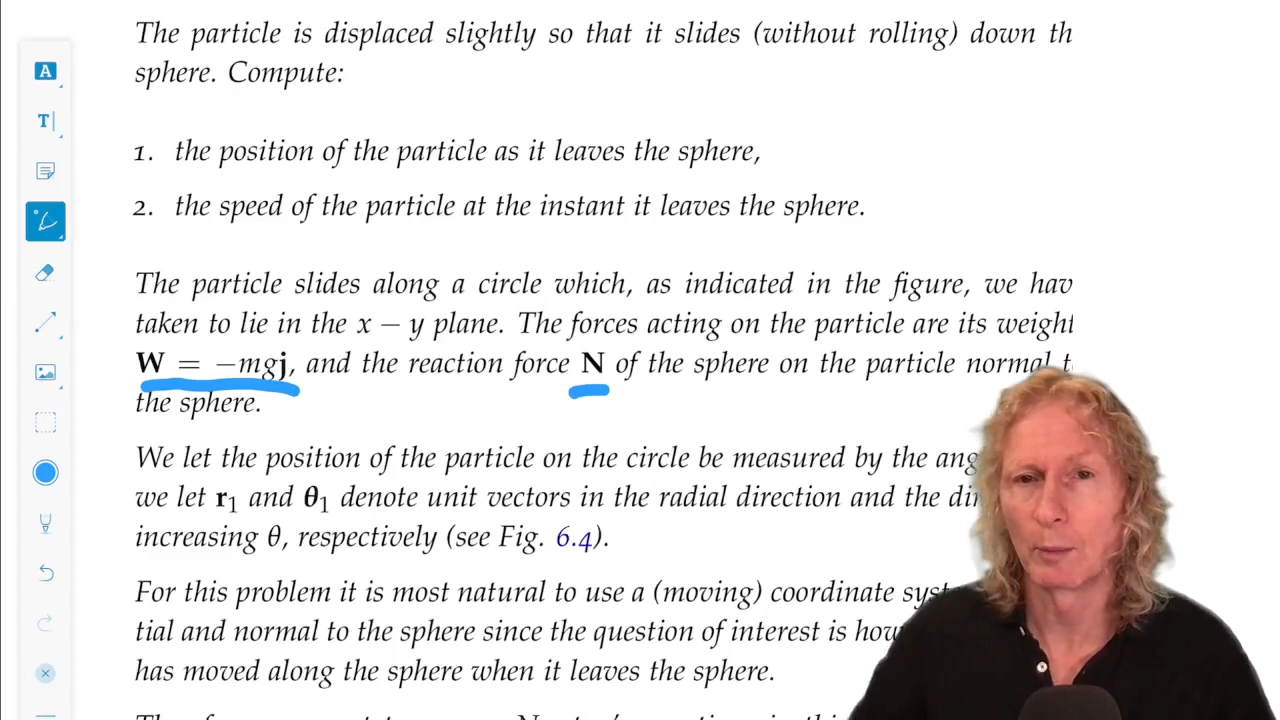 The particle is displaced slightly so that it slides (without rolling) down th
sphere. Compute:
1. the position of the particle as it leaves the sphere,
2. the speed of the particle at the instant it leaves the sphere.
The particle slides along a circle which, as indicated in the figure, we hav
taken to lie in the x − y plane. The forces acting on the particle are its weight
W = −mgj, and the reaction force N of the sphere on the particle normal t
the sphere.
We let the position of the particle on the circle be measured by the ang
we let r₁ and θ₁ denote unit vectors in the radial direction and the di
increasing θ, respectively (see Fig. 6.4).
For this problem it is most natural to use a (moving) coordinate syst
tial and normal to the sphere since the question of interest is how
has moved along the sphere when it leaves the sphere.